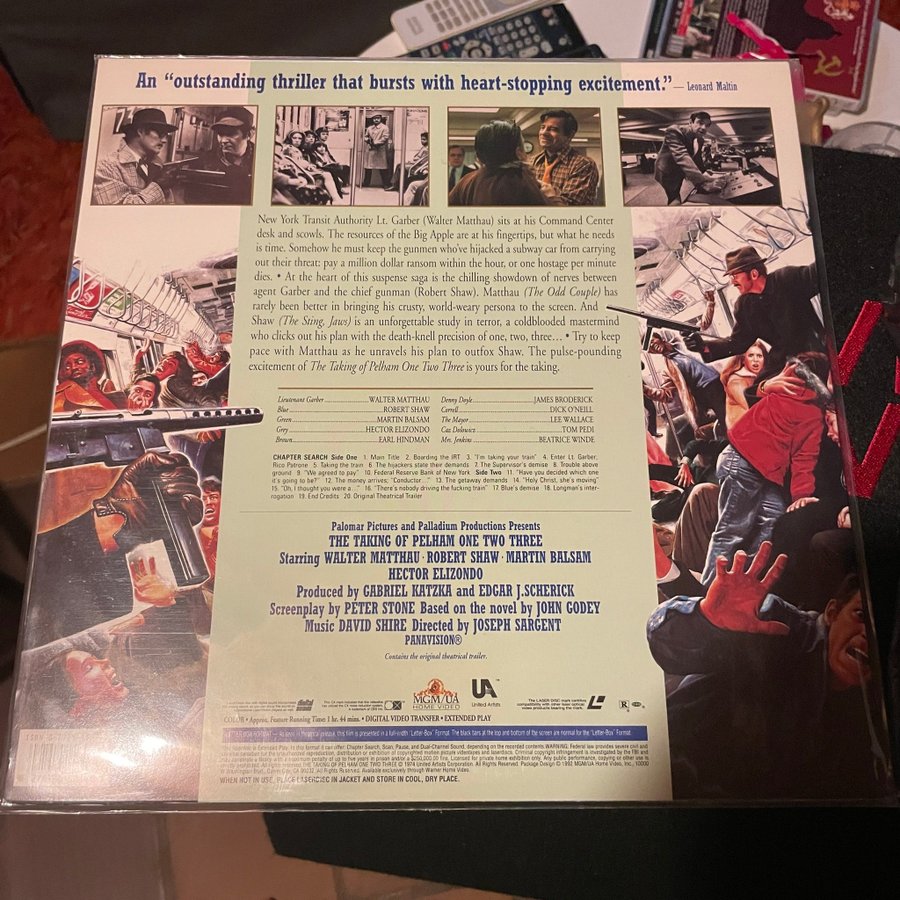 An “outstanding thriller that bursts with heart-stopping excitement.” — Leonard Maltin
New York Transit Authority Lt. Garber (Walter Matthau) sits at his Command Center
desk and scowls. The resources of the Big Apple are at his fingertips, but what he needs
is time. Somehow he must keep the gunmen who've hijacked a subway car from carrying
out their threat: pay a million dollar ransom within the hour, or one hostage per minute
dies. • At the heart of this suspense saga is the chilling showdown of nerves between
agent Garber and the chief gunman (Robert Shaw). Matthau (The Odd Couple) has
rarely been better in bringing his crusty, world-weary persona to the screen. And
Shaw (The Sting, Jaws) is an unforgettable study in terror, a coldblooded mastermind
who clicks out his plan with the death-knell precision of one, two, three… • Try to keep
pace with Matthau as he unravels his plan to outfox Shaw. The pulse-pounding
excitement of The Taking of Pelham One Two Three is yours for the taking.
Lieutenant Garber WALTER MATTHAU
Blue ROBERT SHAW
Green MARTIN BALSAM
Grey HECTOR ELIZONDO
Brown EARL HINDMAN
Denny Doyle JAMES BRODERICK
Correll DICK O'NEILL
The Mayor LEE WALLACE
Caz Dolowicz TOM PEDI
Mrs. Jenkins BEATRICE WINDE
CHAPTER SEARCH Side One 1. Main Title 2. Boarding the IRT 3. "I'm taking your train" 4. Enter Lt. Garber,
Rico Patrone 5. Taking the train 6. The hijackers state their demands 7. The Supervisor's demise 8. Trouble above
ground 9. "We agreed to pay" 10. Federal Reserve Bank of New York Side Two 11. "Have you decided which one
it's going to be?" 12. The money arrives; "Conductor..." 13. The getaway demands 14. "Holy Christ, she's moving"
15. "Oh, I thought you were a..." 16. "There's nobody driving the fucking train" 17. Blue's demise 18. Longman's inter-
rogation 19. End Credits 20. Original Theatrical Trailer
Palomar Pictures and Palladium Productions Presents
THE TAKING OF PELHAM ONE TWO THREE
Starring WALTER MATTHAU · ROBERT SHAW · MARTIN BALSAM
HECTOR ELIZONDO
Produced by GABRIEL KATZKA and EDGAR J.SCHERICK
Screenplay by PETER STONE Based on the novel by JOHN GODEY
Music DAVID SHIRE Directed by JOSEPH SARGENT
PANAVISION®
Contains the original theatrical trailer.
MGM/UA
HOME VIDEO
UA
United Artists
R
COLOR • Approx. Feature Running Time: 1 hr. 44 mins. • DIGITAL VIDEO TRANSFER • EXTENDED PLAY
WHEN NOT IN USE, PLACE LASERDISC IN JACKET AND STORE IN COOL, DRY PLACE.